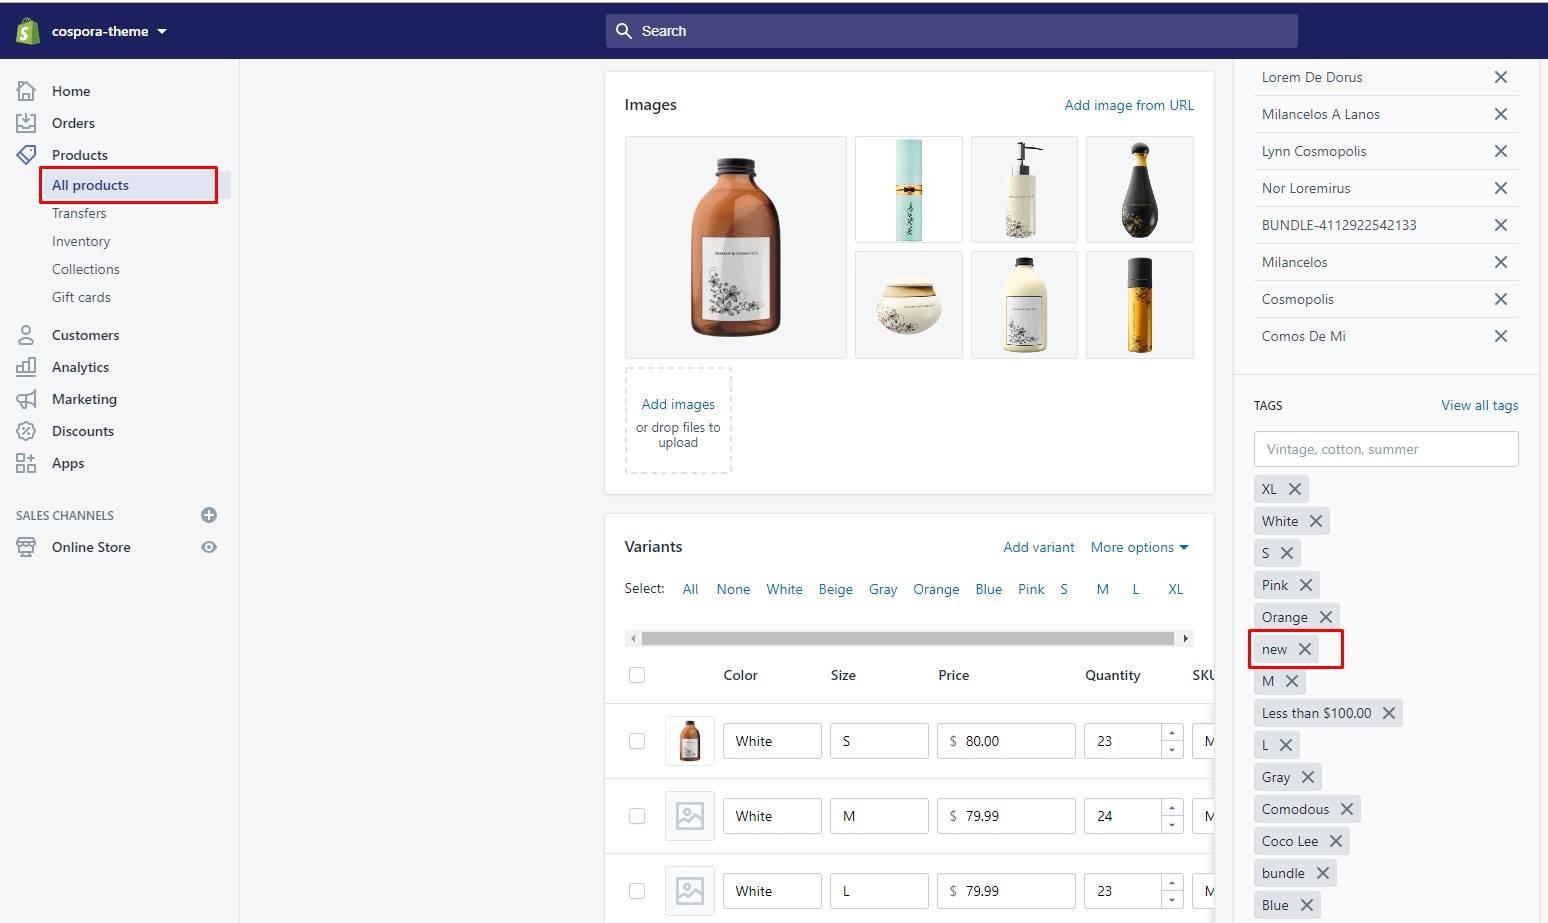 cospora-theme
Search
Home
Orders
Products
All products
Transfers
Inventory
Collections
Gift cards
Customers
Analytics
Marketing
Discounts
Apps
SALES CHANNELS
Online Store
Images
Add image from URL
Add images
or drop files to
upload
Variants
Add variant
More options
Select: All None White Beige Gray Orange Blue Pink S M L XL
Color Size Price Quantity SKU
White S $ 80.00 23 M
White M $ 79.99 24 M
White L $ 79.99 23 M
Lorem De Dorus
Milancelos A Lanos
Lynn Cosmopolis
Nor Loremirus
BUNDLE-4112922542133
Milancelos
Cosmopolis
Comos De Mi
TAGS
View all tags
Vintage, cotton, summer
XL
White
S
Pink
Orange
new
M
Less than $100.00
L
Gray
Comodous
Coco Lee
bundle
Blue